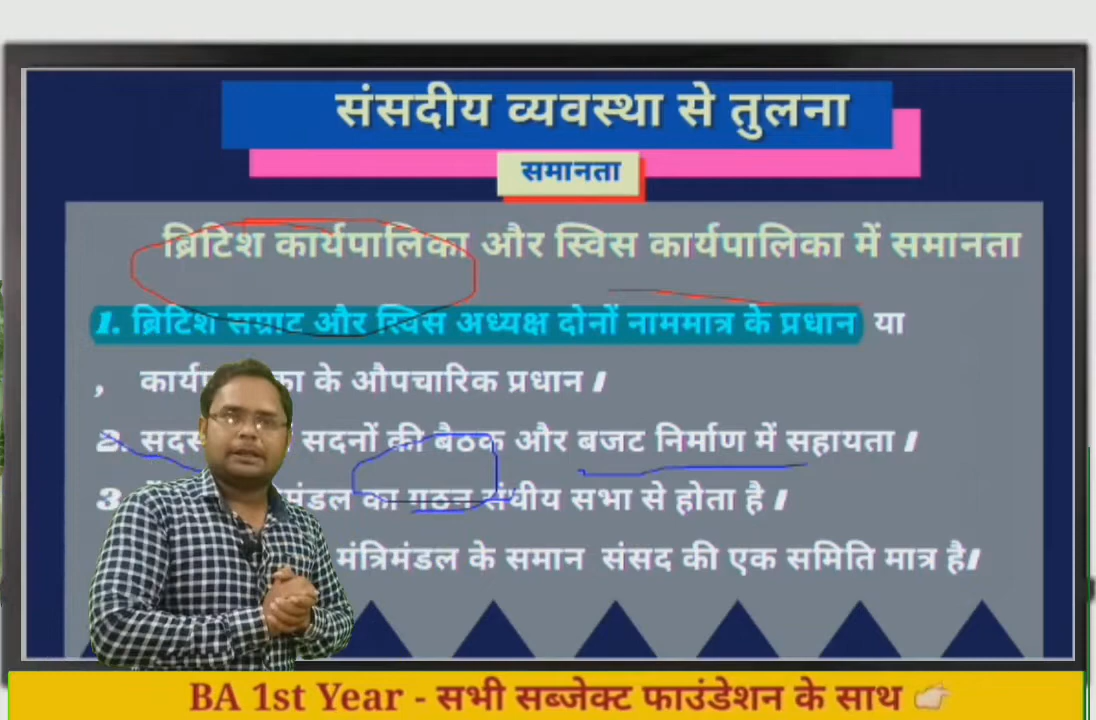 संसदीय व्यवस्था से तुलना
समानता
ब्रिटिश कार्यपालिका और स्विस कार्यपालिका में समानता
1. ब्रिटिश सम्राट और स्विस अध्यक्ष दोनों नाममात्र के प्रधान या
, के औपचारिक प्रधान /
2. सदनों की बैठक और बजट निर्माण में सहायता /
3. का गठन संघीय सभा से होता है /
मंत्रिमंडल के समान संसद की एक समिति मात्र है/
BA 1st Year - सभी सब्जेक्ट फाउंडेशन के साथ